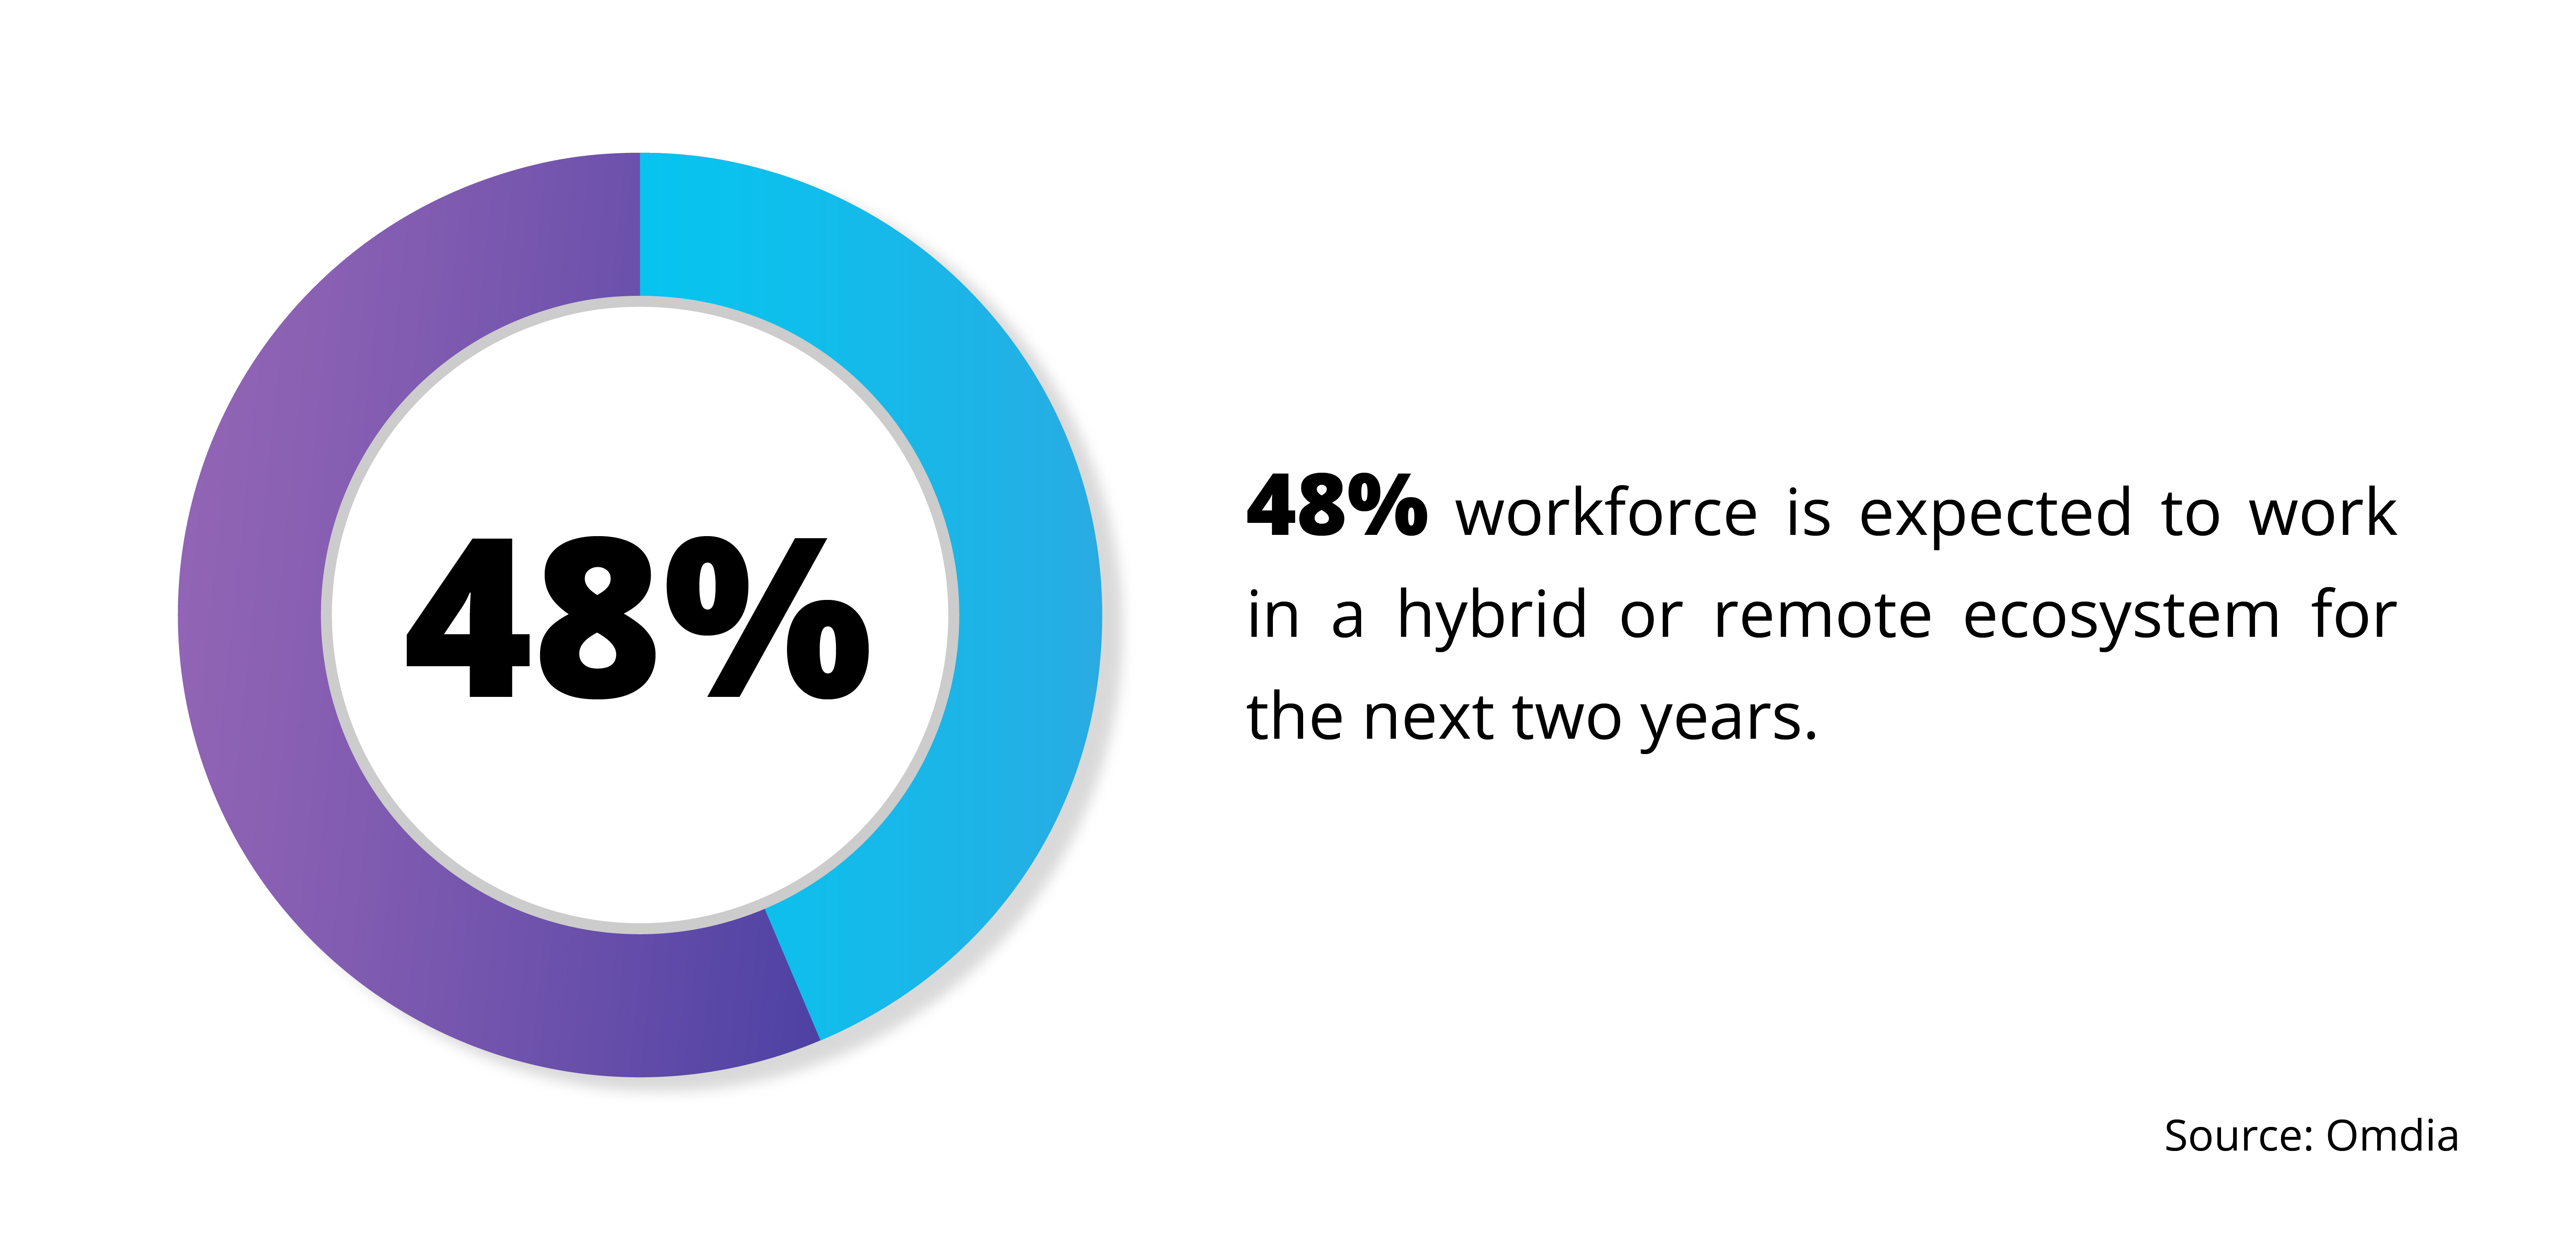 48%
48% workforce is expected to work
in a hybrid or remote ecosystem for
the next two years.
Source: Omdia